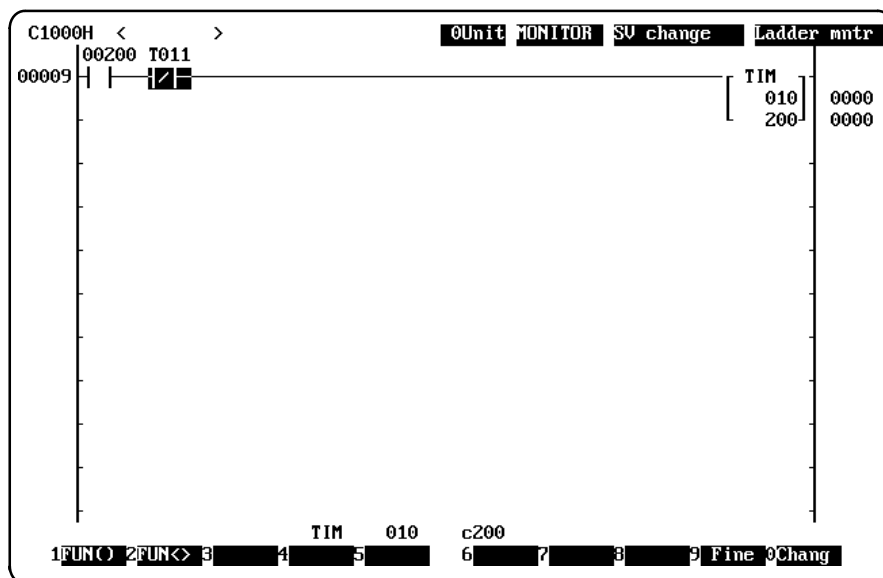 C1000H < > 0Unit MONITOR SV change Ladder mntr
00200 T011
00009 TIM
010 0000
200 0000
TIM 010 c200
1FUN() 2FUN<> 3 4 5 6 7 8 9 Fine 0Chang